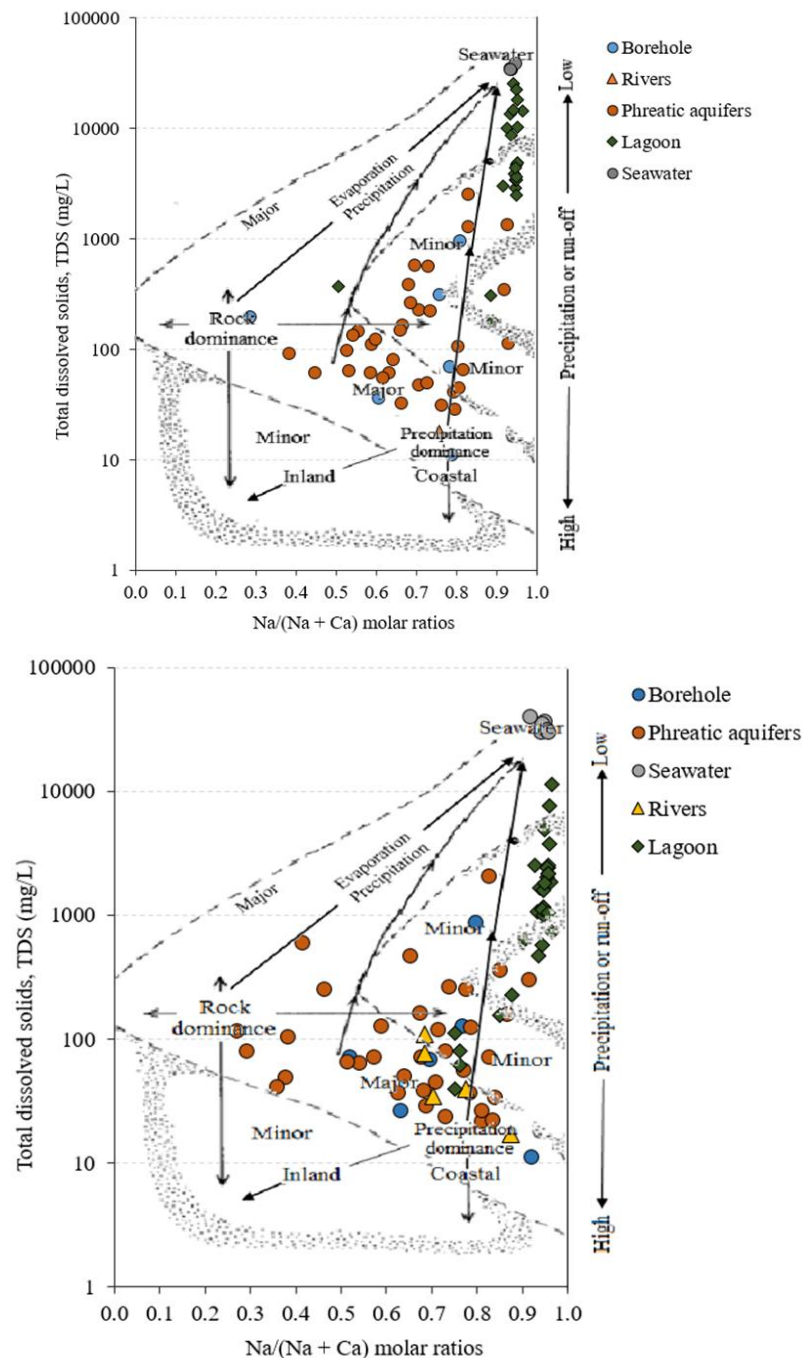 100000
10000
1000
100
10
1
Total dissolved solids, TDS (mg/L)
0.0 0.1 0.2 0.3 0.4 0.5 0.6 0.7 0.8 0.9 1.0
Na/(Na + Ca) molar ratios
Seawater
Major
Evaporation
Precipitation
Minor
Rock
dominance
Major
Minor
Minor
Precipitation
dominance
Inland
Coastal
Low
Precipitation or run-off
High
Borehole
Rivers
Phreatic aquifers
Lagoon
Seawater
100000
10000
1000
100
10
1
Total dissolved solids, TDS (mg/L)
0.0 0.1 0.2 0.3 0.4 0.5 0.6 0.7 0.8 0.9 1.0
Na/(Na + Ca) molar ratios
Seawater
Major
Evaporation
Precipitation
Minor
Rock
dominance
Minor
Major
Minor
Precipitation
dominance
Inland
Coastal
Low
Precipitation or run-off
High
Borehole
Phreatic aquifers
Seawater
Rivers
Lagoon